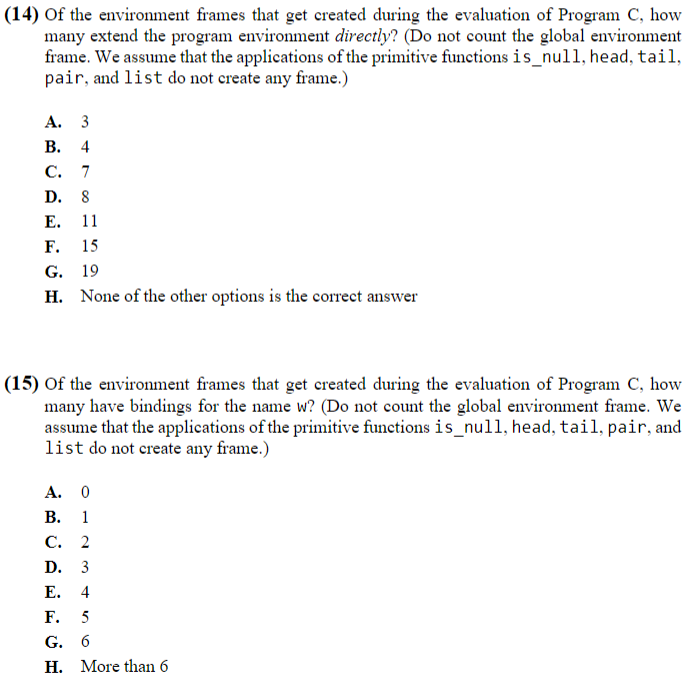 (14) Of the environment frames that get created during the evaluation of Program C, how
many extend the program environment directly? (Do not count the global environment
frame. We assume that the applications of the primitive functions is_null, head, tail,
pair, and list do not create any frame.)
A. 3
B. 4
C. 7
D. 8
E. 11
F. 15
G. 19
H. None of the other options is the correct answer
(15) Of the environment frames that get created during the evaluation of Program C, how
many have bindings for the name w? (Do not count the global environment frame. We
assume that the applications of the primitive functions is_null, head, tail, pair, and
list do not create any frame.)
A. 0
B. 1
C. 2
D. 3
E. 4
F. 5
G. 6
H. More than 6